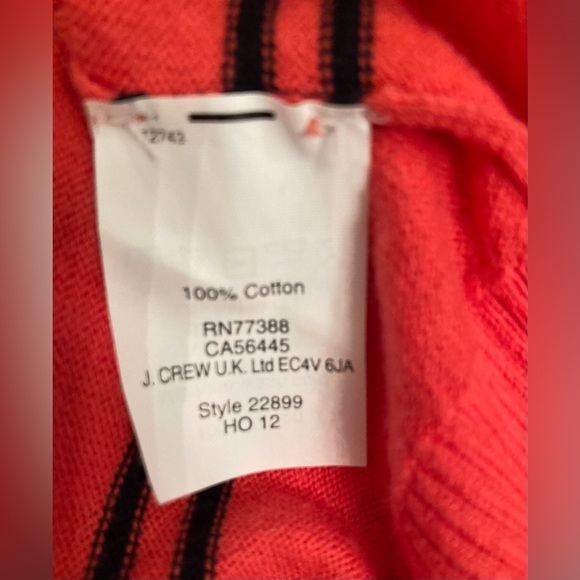 12743
100% Cotton
RN77388
CA56445
J. CREW U.K. Ltd EC4V 6JA
Style 22899
HO 12